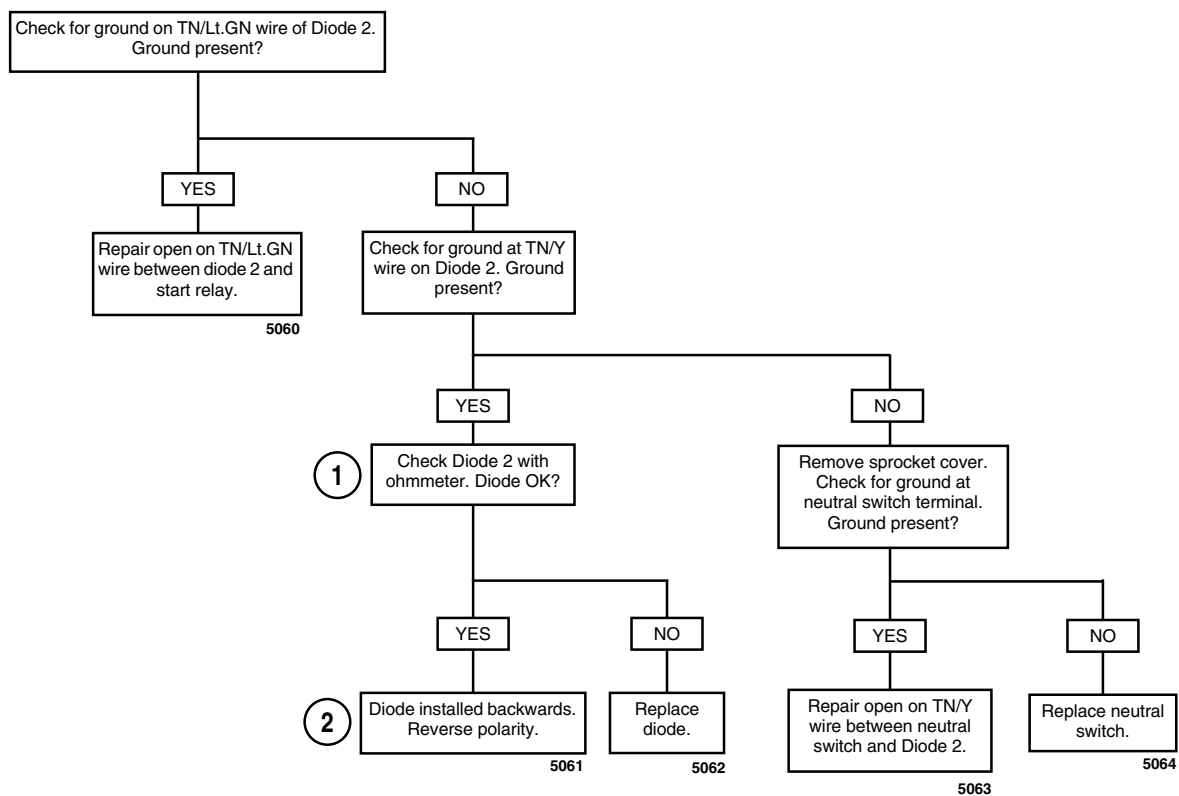 Check for ground on TN/Lt.GN wire of Diode 2.
Ground present?
YES
NO
Repair open on TN/Lt.GN
wire between diode 2 and
start relay.
5060
Check for ground at TN/Y
wire on Diode 2. Ground
present?
YES
NO
1
Check Diode 2 with
ohmmeter. Diode OK?
Remove sprocket cover.
Check for ground at
neutral switch terminal.
Ground present?
YES
NO
YES
NO
2
Diode installed backwards.
Reverse polarity.
5061
Replace
diode.
5062
Repair open on TN/Y
wire between neutral
switch and Diode 2.
5063
Replace neutral
switch.
5064